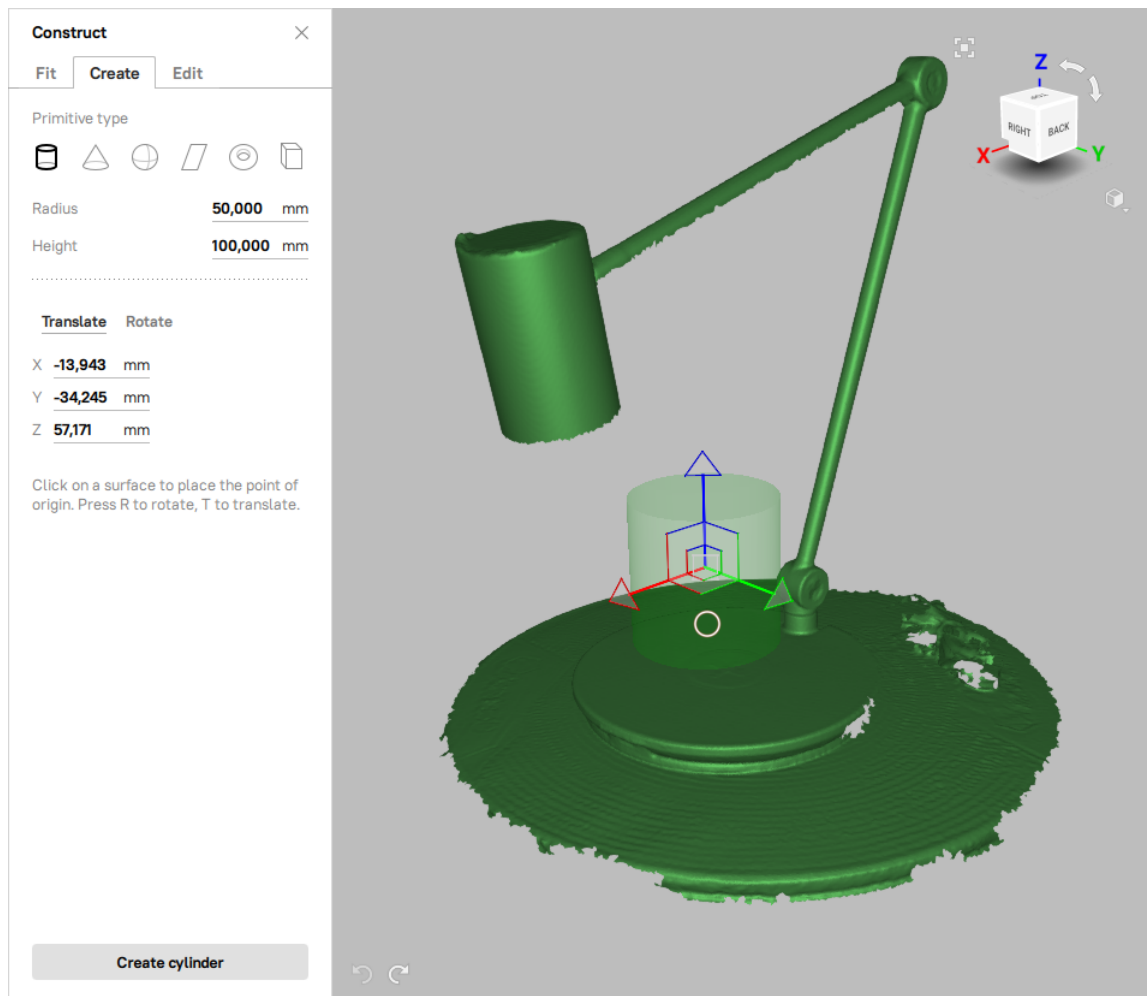 Construct
Fit Create Edit
Primitive type
Radius 50,000 mm
Height 100,000 mm
Translate Rotate
X -13,943 mm
Y -34,245 mm
Z 57,171 mm
Click on a surface to place the point of
origin. Press R to rotate, T to translate.
Create cylinder
Z
TOP
RIGHT BACK
X Y